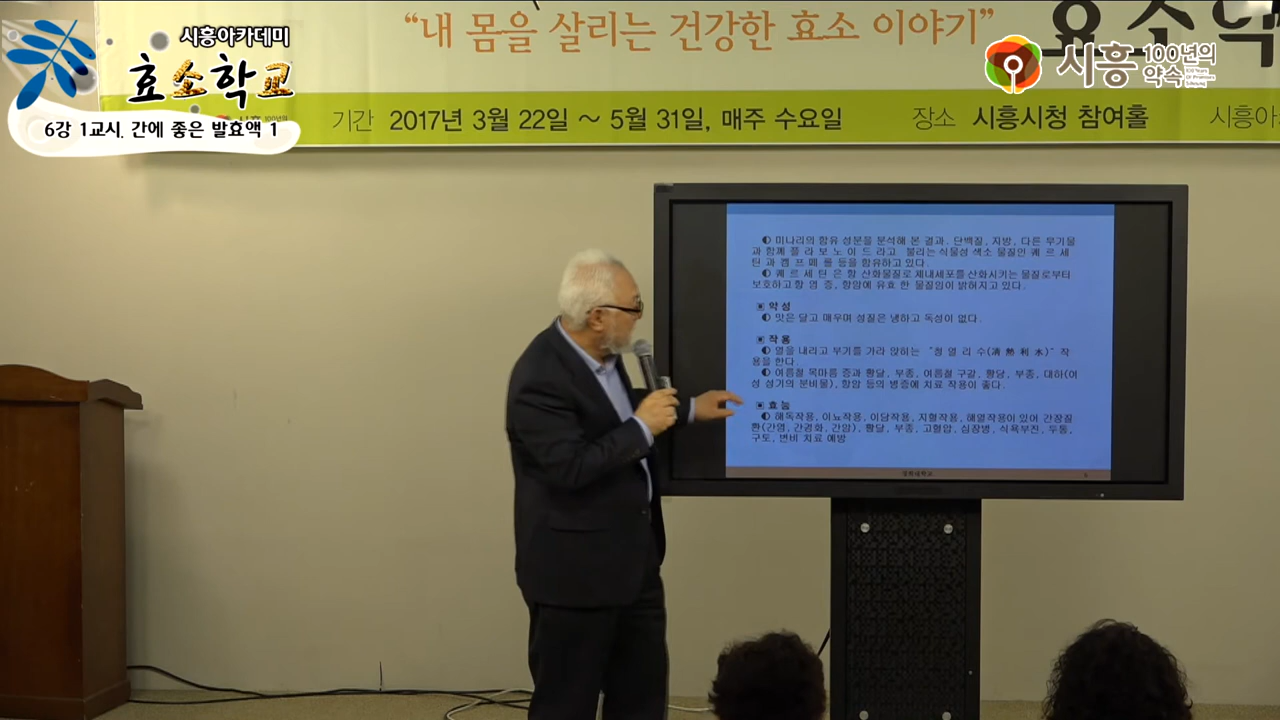 “내 몸을 살리는 건강한 효소 이야기”
시흥아카데미
효소학교
6강 1교시. 간에 좋은 발효액 1
시흥 100년의 약속
기간 2017년 3월 22일 ~ 5월 31일, 매주 수요일
장소 시흥시청 참여홀
◐ 미나리의 함유 성분을 분석해 본 결과, 단백질, 지방, 다른 무기물
과 함께 플 라 보 노 이 드 라고 불리는 식물성 색소 물질인 퀘 르 세
틴 과 캠 프 페 롤 등을 함유하고 있다.
◐ 퀘 르 세 틴 은 항 산화물질로 체내세포를 산화시키는 물질로부터
보호하고 항 염 증, 항암에 유효 한 물질임이 밝혀지고 있다.
▣ 약 성
◐ 맛은 달고 매우며 성질은 냉하고 독성이 없다.
▣ 작 용
◐ 열을 내리고 부기를 가라 앉히는 “청 열 리 수(淸 熱 利 水)” 작
용을 한다
◐ 여름철 목마름 증과 황달, 부종, 여름철 구갈, 황달, 부종, 대하(여
성 성기의 분비물), 항암 등의 병증에 치료 작용이 좋다.
▣ 효 능
◐ 해독작용, 이뇨작용, 이담작용, 지혈작용, 해열작용이 있어 간장질
환(간염, 간경화, 간암), 황달, 부종, 고혈압, 심장병, 식욕부진, 두통,
구토, 변비 치료 예방